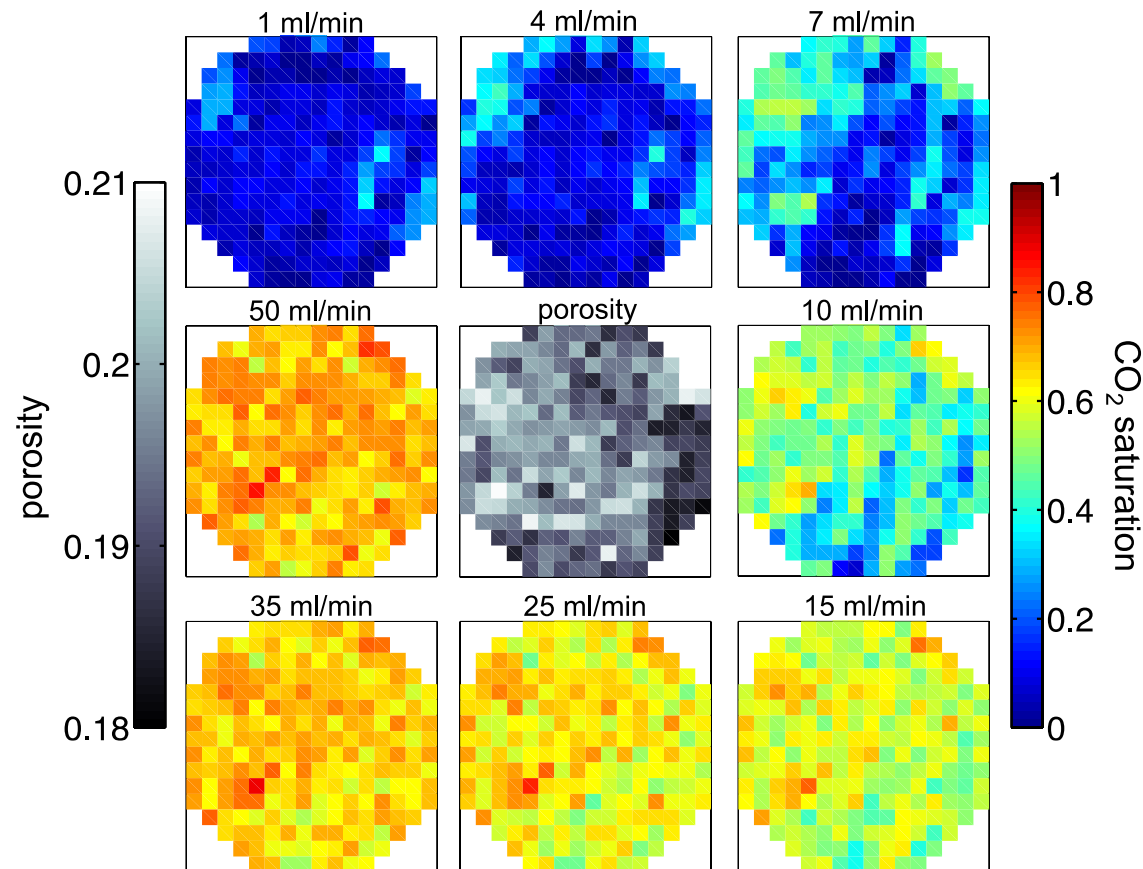 1 ml/min
4 ml/min
7 ml/min
50 ml/min
porosity
10 ml/min
35 ml/min
25 ml/min
15 ml/min
porosity
0.21
0.2
0.19
0.18
CO₂ saturation
1
0.8
0.6
0.4
0.2
0